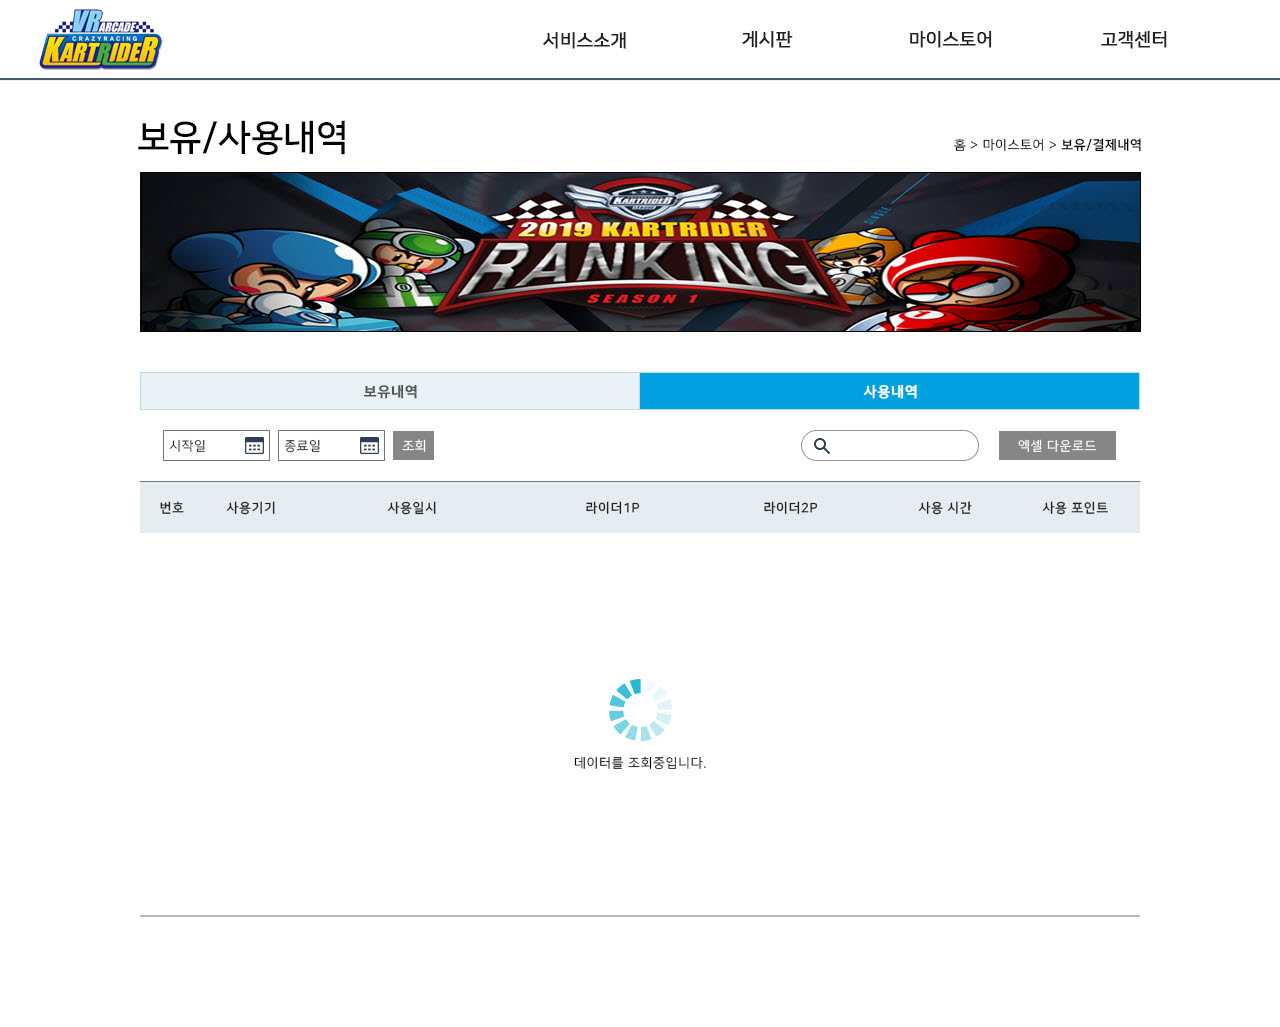 VR ARCADE
CRAZYRACING
KARTRIDER
서비스소개
게시판
마이스토어
고객센터
보유/사용내역
홈 > 마이스토어 > 보유/결제내역
KARTRIDER
LEAGUE
SINGLE
2019 KARTRIDER
RANKING
SEASON 1
보유내역
사용내역
시작일
종료일
조회
엑셀 다운로드
번호
사용기기
사용일시
라이더1P
라이더2P
사용 시간
사용 포인트
데이터를 조회중입니다.